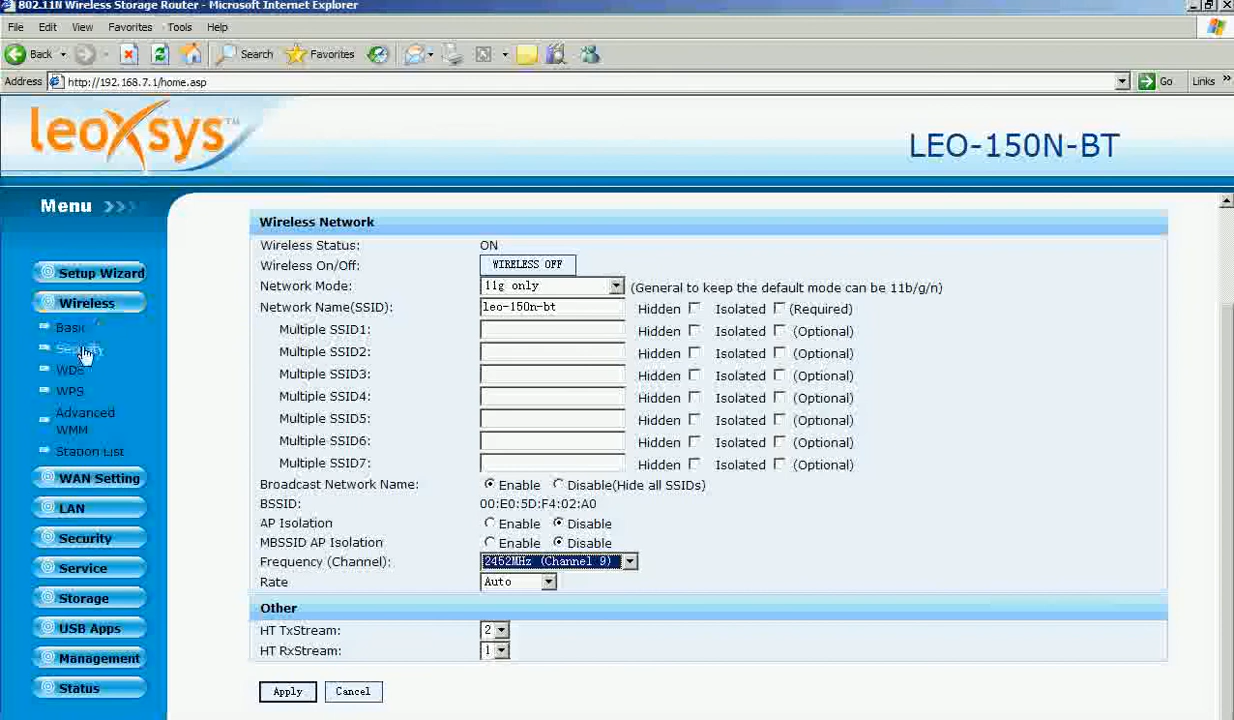 802.11N Wireless Storage Router - Microsoft Internet Explorer
File Edit View Favorites Tools Help
Back Search Favorites
Address http://192.168.7.1/home.asp Go Links »
leoxsys™
LEO-150N-BT
Menu
Setup Wizard
Wireless
Basic
Security
WDS
WPS
Advanced
WMM
Station List
WAN Setting
LAN
Security
Service
Storage
USB Apps
Management
Status
Wireless Network
Wireless Status: ON
Wireless On/Off: WIRELESS OFF
Network Mode: 11g only (General to keep the default mode can be 11b/g/n)
Network Name(SSID): leo-150n-bt Hidden Isolated (Required)
Multiple SSID1: Hidden Isolated (Optional)
Multiple SSID2: Hidden Isolated (Optional)
Multiple SSID3: Hidden Isolated (Optional)
Multiple SSID4: Hidden Isolated (Optional)
Multiple SSID5: Hidden Isolated (Optional)
Multiple SSID6: Hidden Isolated (Optional)
Multiple SSID7: Hidden Isolated (Optional)
Broadcast Network Name: Enable Disable(Hide all SSIDs)
BSSID: 00:E0:5D:F4:02:A0
AP Isolation Enable Disable
MBSSID AP Isolation Enable Disable
Frequency (Channel): 2452MHz (Channel 9)
Rate Auto
Other
HT TxStream: 2
HT RxStream: 1
Apply Cancel